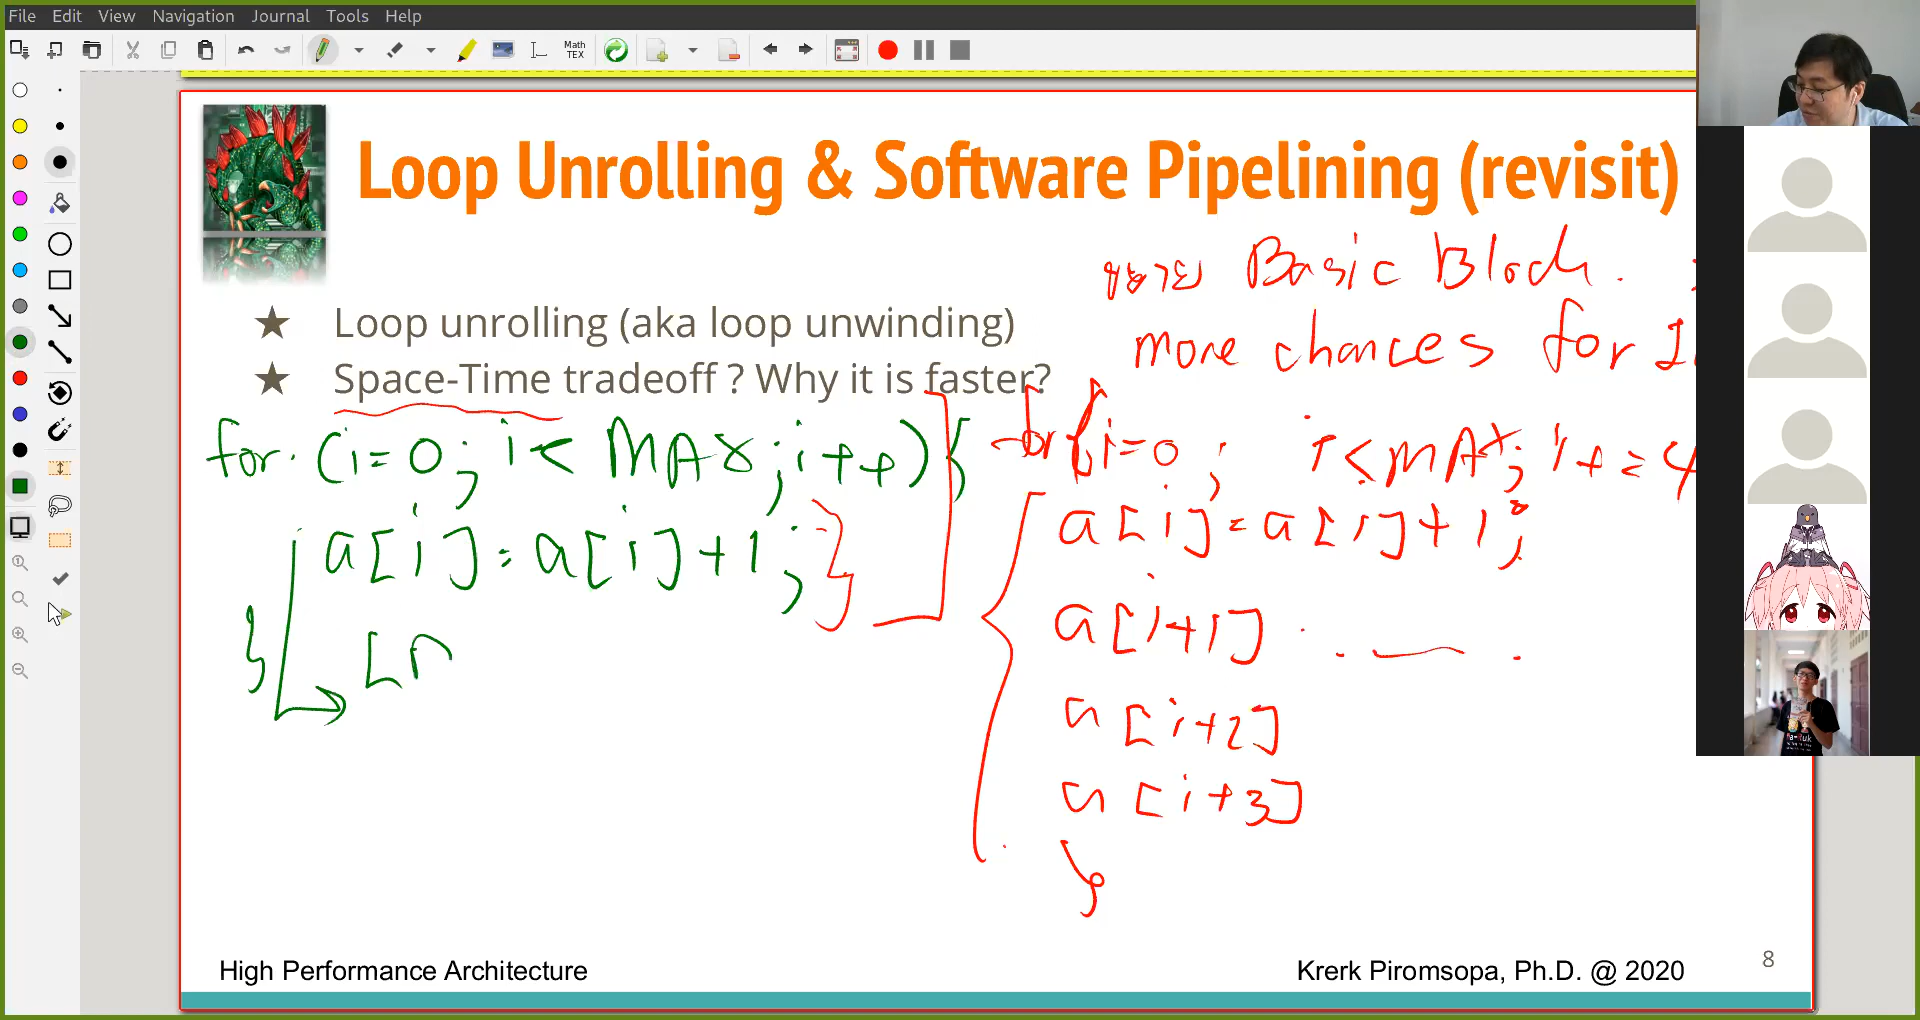 File Edit View Navigation Journal Tools Help
Math
TEX
Loop Unrolling & Software Pipelining (revisit)
ขยาย Basic Block.
★ Loop unrolling (aka loop unwinding)
more chances for
★ Space-Time tradeoff ? Why it is faster?
for (i=0; i< MAX; i++) {
a[i] = a[i]+1; }
}
for (i=0; i<MAX; i+=4
{ a[i] = a[i]+1;
a[i+1]
a[i+2]
a[i+3]
}
High Performance Architecture
Krerk Piromsopa, Ph.D. @ 2020
8